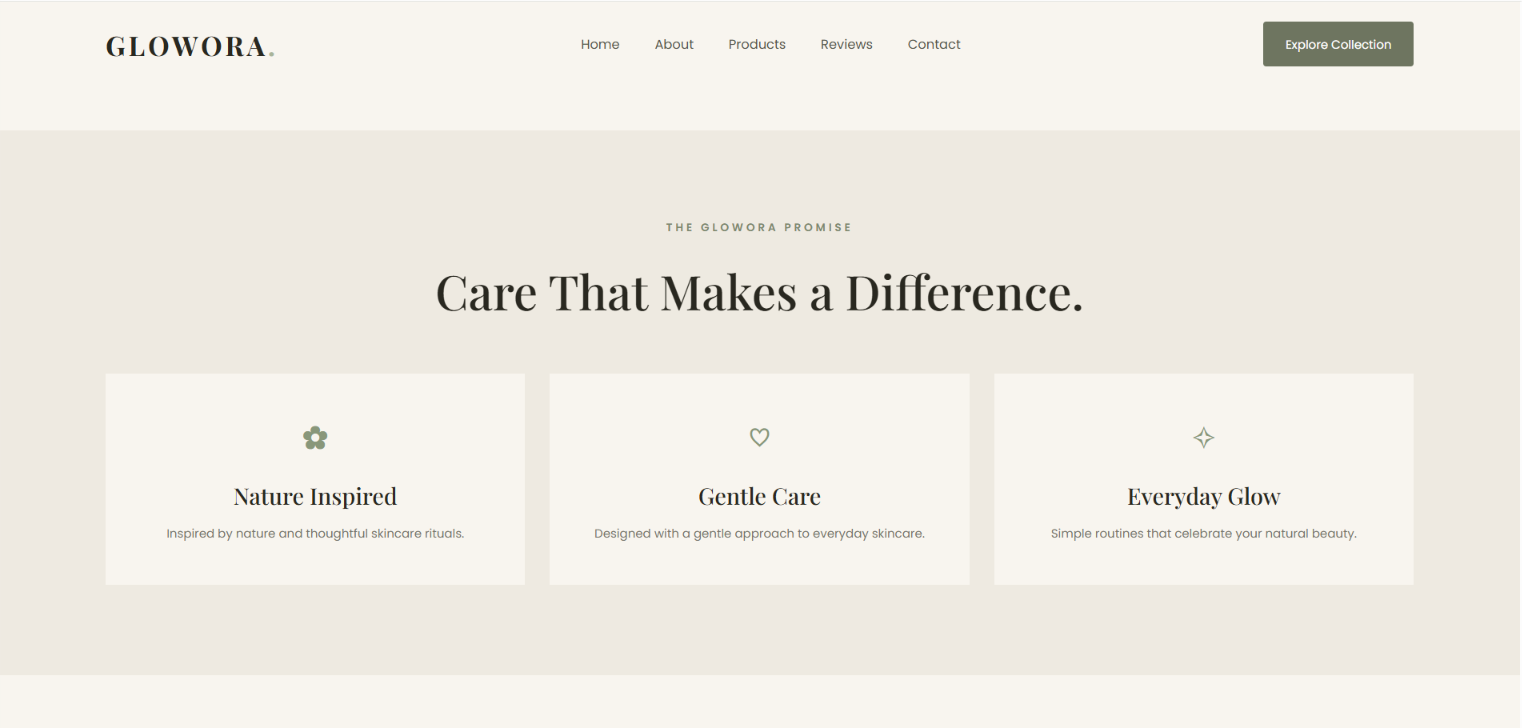 GLOWORA.
Home
About
Products
Reviews
Contact
Explore Collection
THE GLOWORA PROMISE
Care That Makes a Difference.
Nature Inspired
Inspired by nature and thoughtful skincare rituals.
Gentle Care
Designed with a gentle approach to everyday skincare.
Everyday Glow
Simple routines that celebrate your natural beauty.